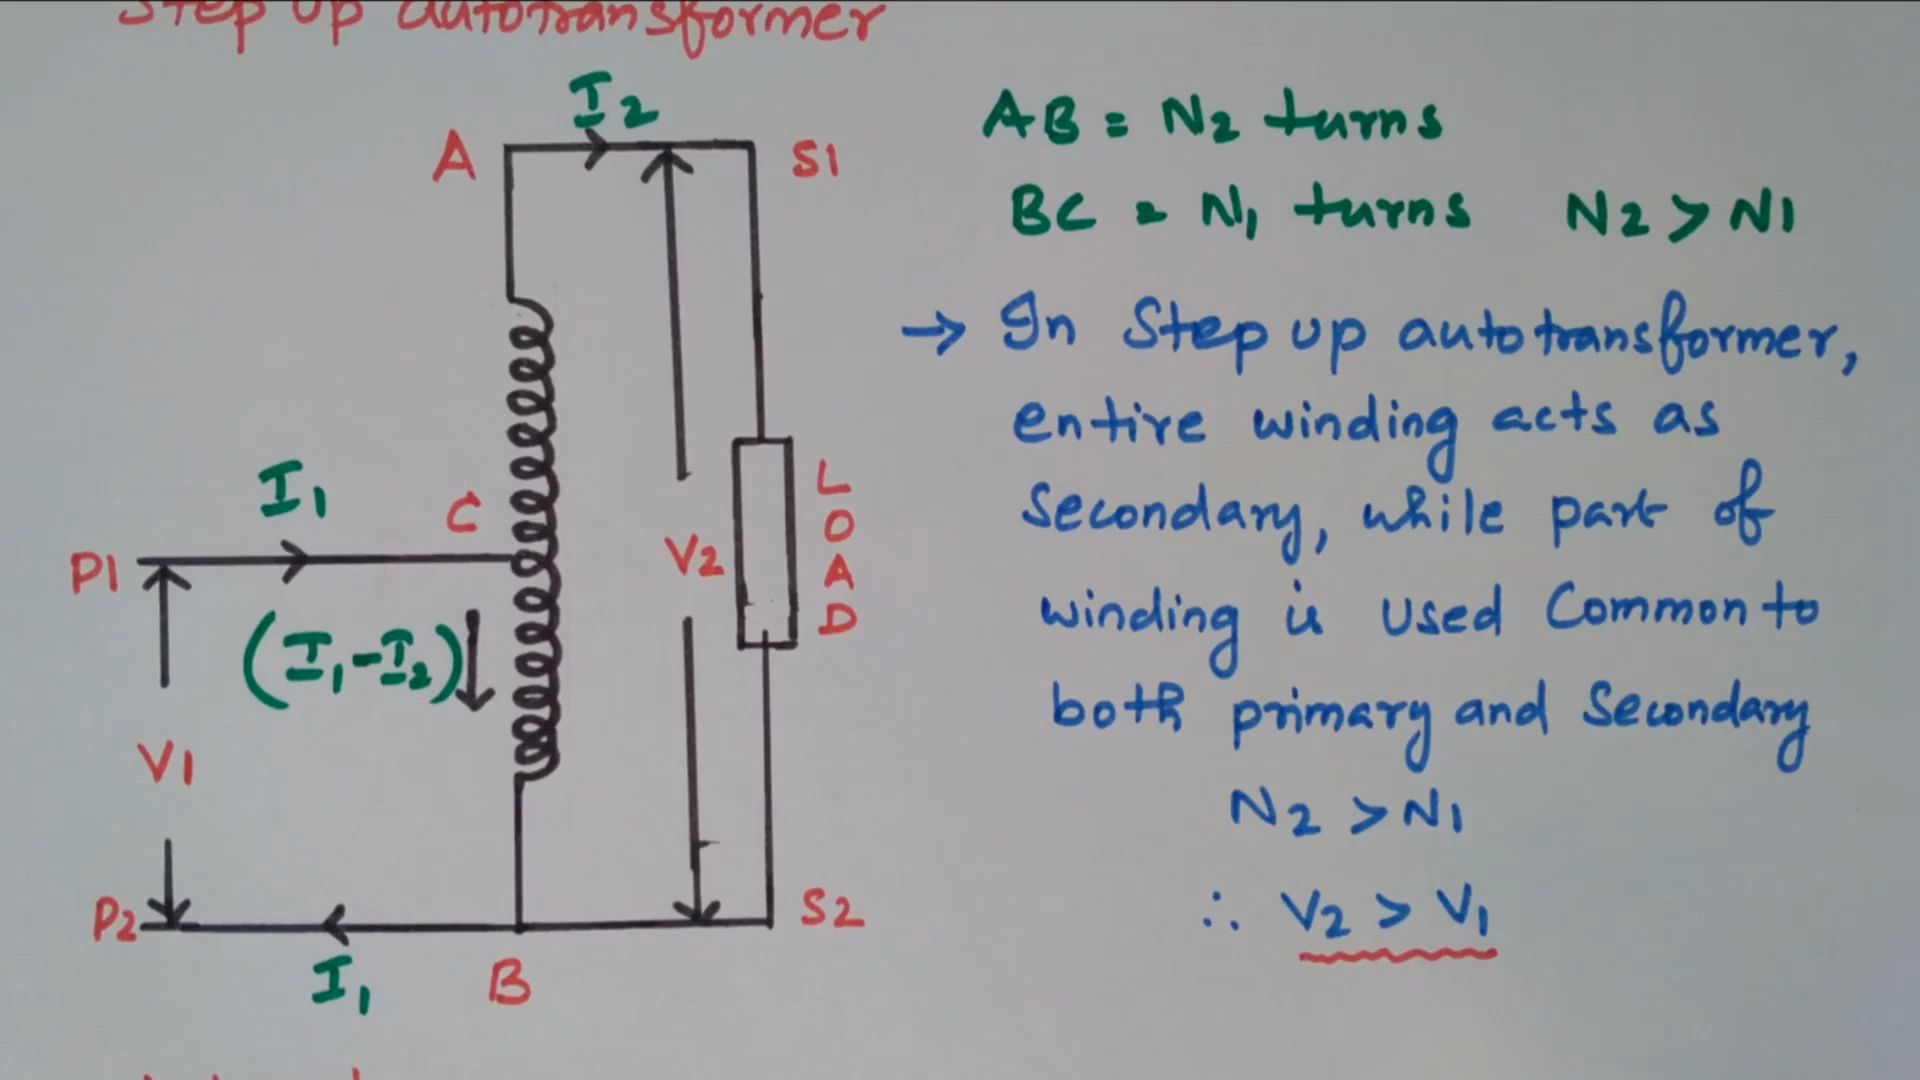 Step up autotransformer
I2
A
S1
AB = N2 turns
BC = N1 turns N2 > N1
→ In Step up autotransformer,
entire winding acts as
Secondary, while part of
winding is used Common to
both primary and Secondary
N2 > N1
∴ V2 > V1
I1
C
P1
V2
LOAD
(I1-I2)
V1
P2
S2
I1
B